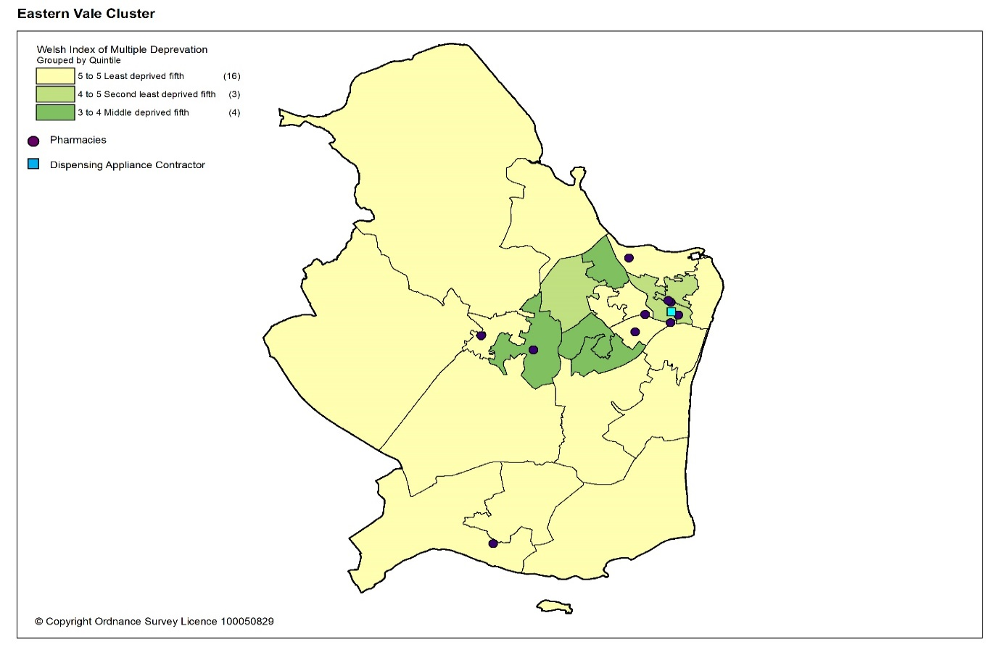 Eastern Vale Cluster
Welsh Index of Multiple Deprevation
Grouped by Quintile
5 to 5 Least deprived fifth (16)
4 to 5 Second least deprived fifth (3)
3 to 4 Middle deprived fifth (4)
Pharmacies
Dispensing Appliance Contractor
© Copyright Ordnance Survey Licence 100050829